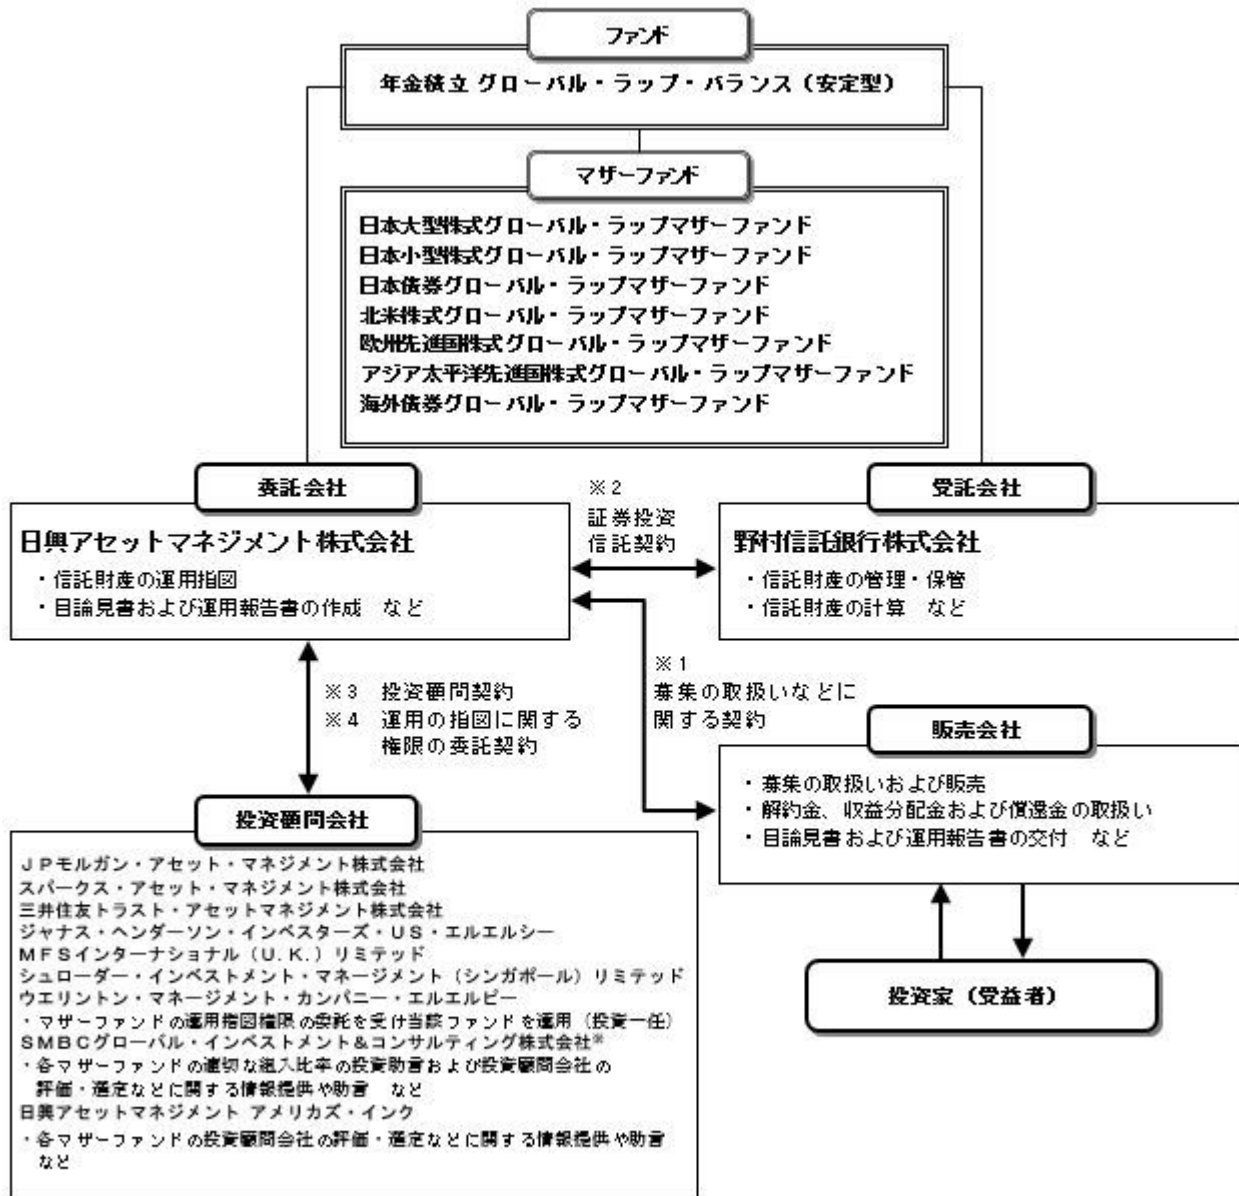 ファンド
年金積立 グローバル・ラップ・バランス（安定型）
マザーファンド
日本大型株式グローバル・ラップマザーファンド
日本小型株式グローバル・ラップマザーファンド
日本債券グローバル・ラップマザーファンド
北米株式グローバル・ラップマザーファンド
欧州先進国株式グローバル・ラップマザーファンド
アジア太平洋先進国株式グローバル・ラップマザーファンド
海外債券グローバル・ラップマザーファンド
委託会社
日興アセットマネジメント株式会社
・信託財産の運用指図
・目論見書および運用報告書の作成　など
※２
証券投資
信託契約
受託会社
野村信託銀行株式会社
・信託財産の管理・保管
・信託財産の計算　など
※３　投資顧問契約
※４　運用の指図に関する
権限の委託契約
※１
募集の取扱いなどに
関する契約
販売会社
・募集の取扱いおよび販売
・解約金、収益分配金および償還金の取扱い
・目論見書および運用報告書の交付　など
投資家（受益者）
投資顧問会社
ＪＰモルガン・アセット・マネジメント株式会社
スパークス・アセット・マネジメント株式会社
三井住友トラスト・アセットマネジメント株式会社
ジャナス・ヘンダーソン・インベスターズ・ＵＳ・エルエルシー
ＭＦＳインターナショナル（Ｕ.Ｋ.）リミテッド
シュローダー・インベストメント・マネージメント（シンガポール）リミテッド
ウエリントン・マネージメント・カンパニー・エルエルピー
・マザーファンドの運用指図権限の委託を受け当該ファンドを運用（投資一任）
ＳＭＢＣグローバル・インベストメント＆コンサルティング株式会社※
・各マザーファンドの適切な組入比率の投資助言および投資顧問会社の
評価・選定などに関する情報提供や助言　など
日興アセットマネジメント アメリカズ・インク
・各マザーファンドの投資顧問会社の評価・選定などに関する情報提供や助言
など